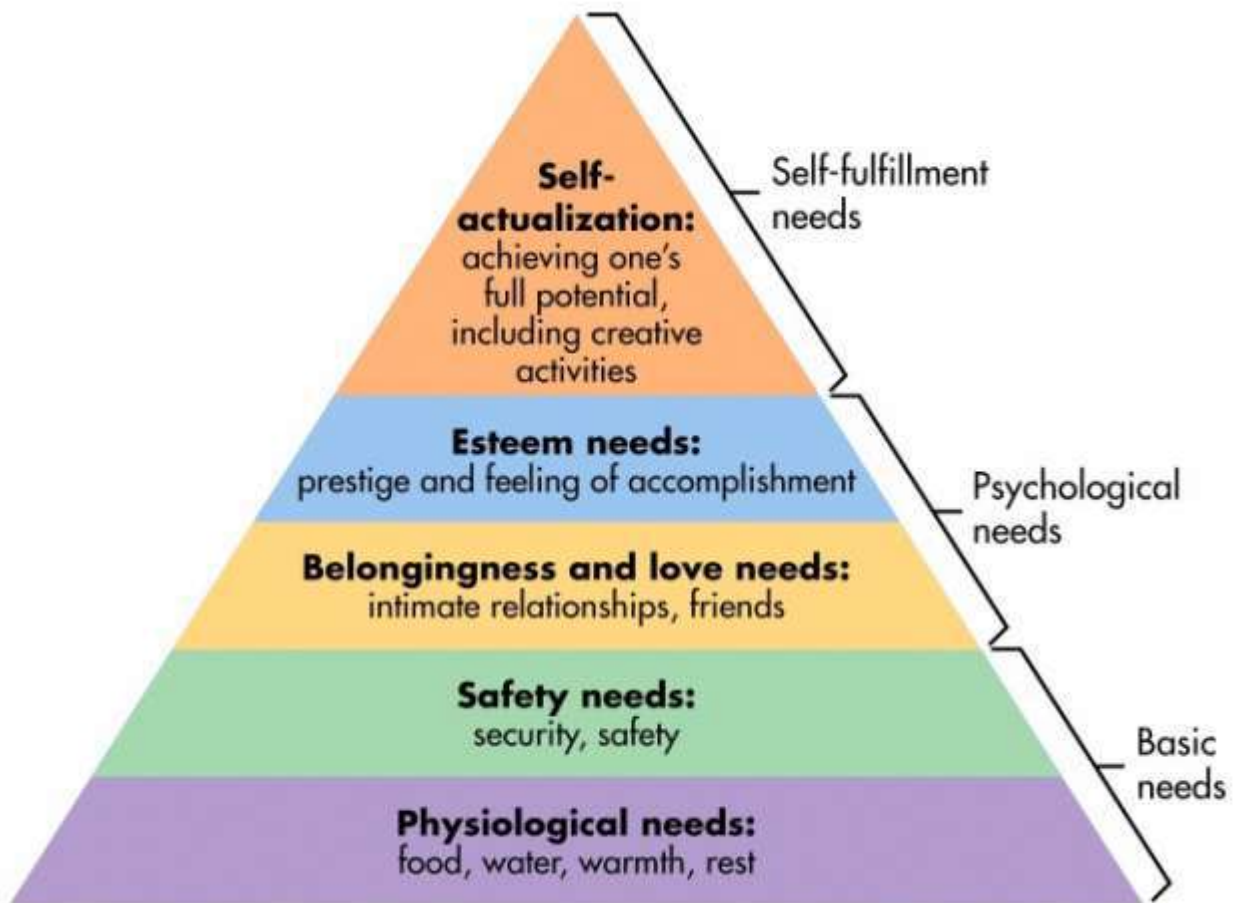 Self-
actualization:
achieving one's
full potential,
including creative
activities
Self-fulfillment
needs
Esteem needs:
prestige and feeling of accomplishment
Psychological
needs
Belongingness and love needs:
intimate relationships, friends
Safety needs:
security, safety
Basic
needs
Physiological needs:
food, water, warmth, rest